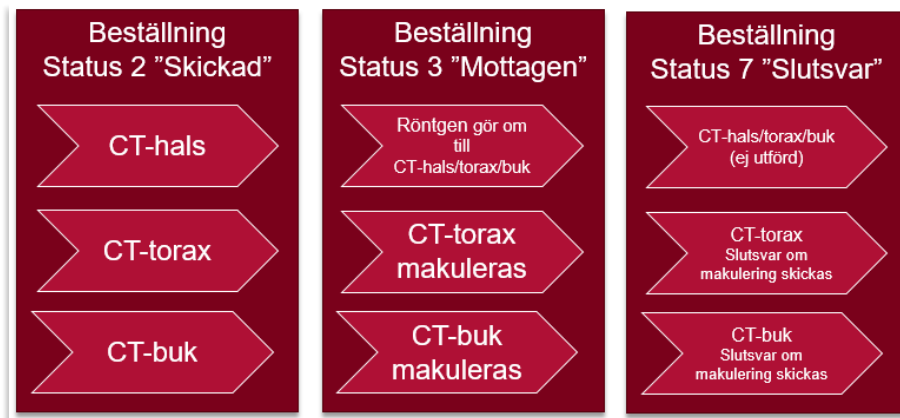 Beställning
Status 2 ”Skickad”
CT-hals
CT-torax
CT-buk
Beställning
Status 3 ”Mottagen”
Röntgen gör om
till
CT-hals/torax/buk
CT-torax
makuleras
CT-buk
makuleras
Beställning
Status 7 ”Slutsvar”
CT-hals/torax/buk
(ej utförd)
CT-torax
Slutsvar om
makulering skickas
CT-buk
Slutsvar om
makulering skickas